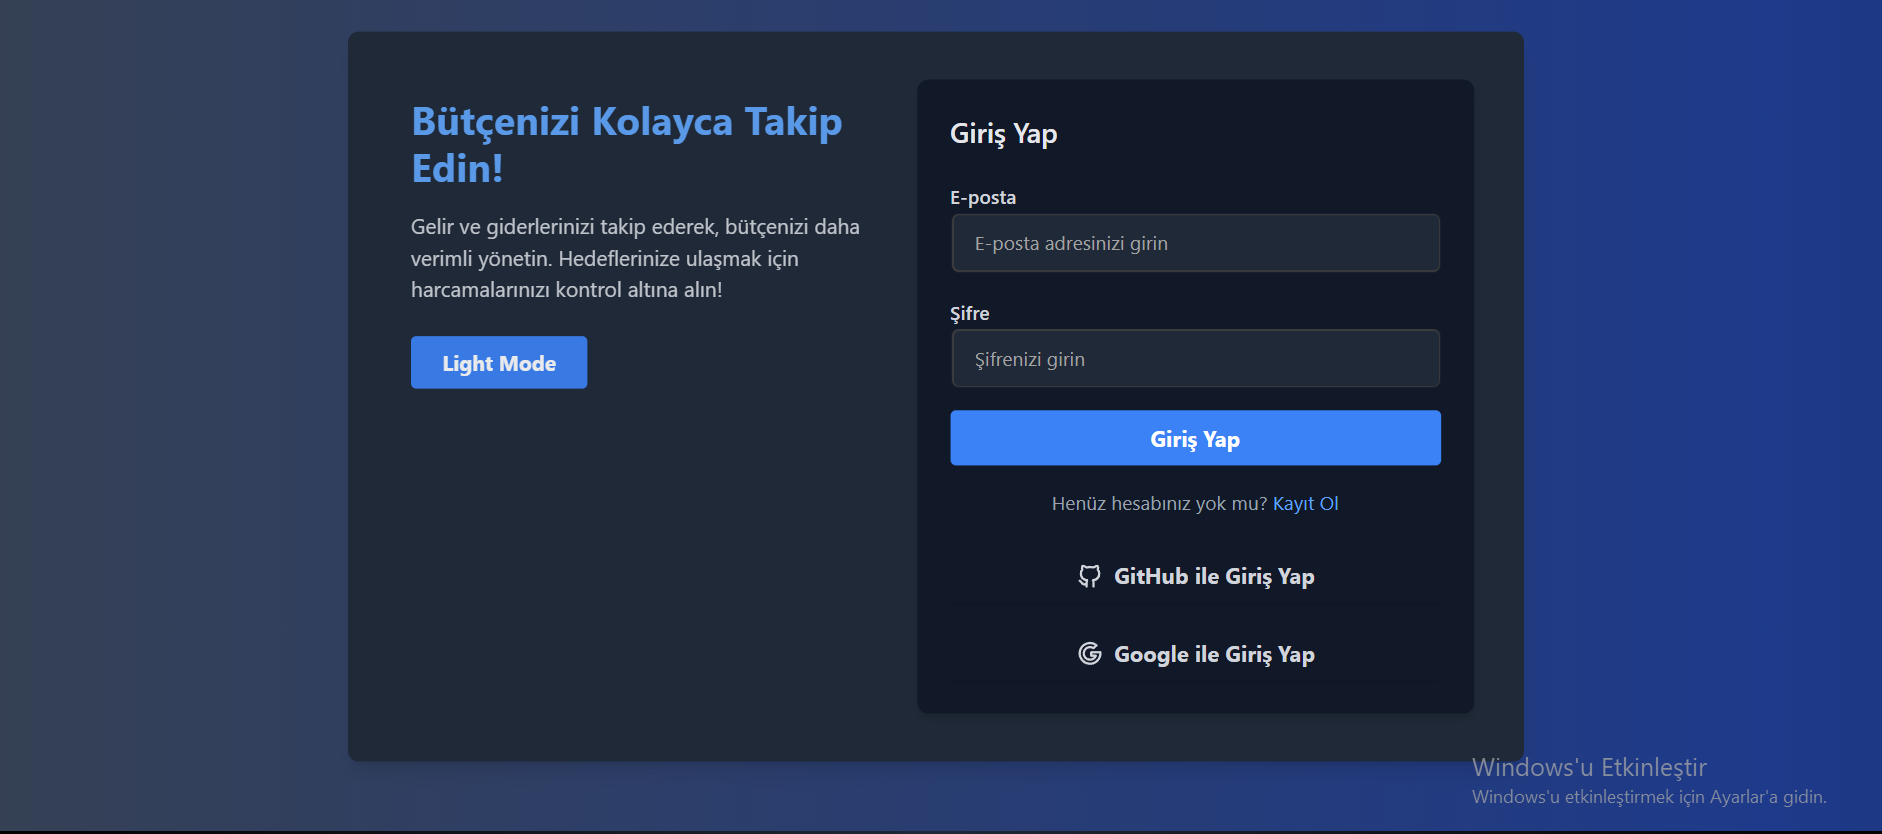 Bütçenizi Kolayca Takip
Edin!
Gelir ve giderlerinizi takip ederek, bütçenizi daha
verimli yönetin. Hedeflerinize ulaşmak için
harcamalarınızı kontrol altına alın!
Light Mode
Giriş Yap
E-posta
E-posta adresinizi girin
Şifre
Şifrenizi girin
Giriş Yap
Henüz hesabınız yok mu? Kayıt Ol
GitHub ile Giriş Yap
Google ile Giriş Yap
Windows'u Etkinleştir
Windows'u etkinleştirmek için Ayarlar'a gidin.